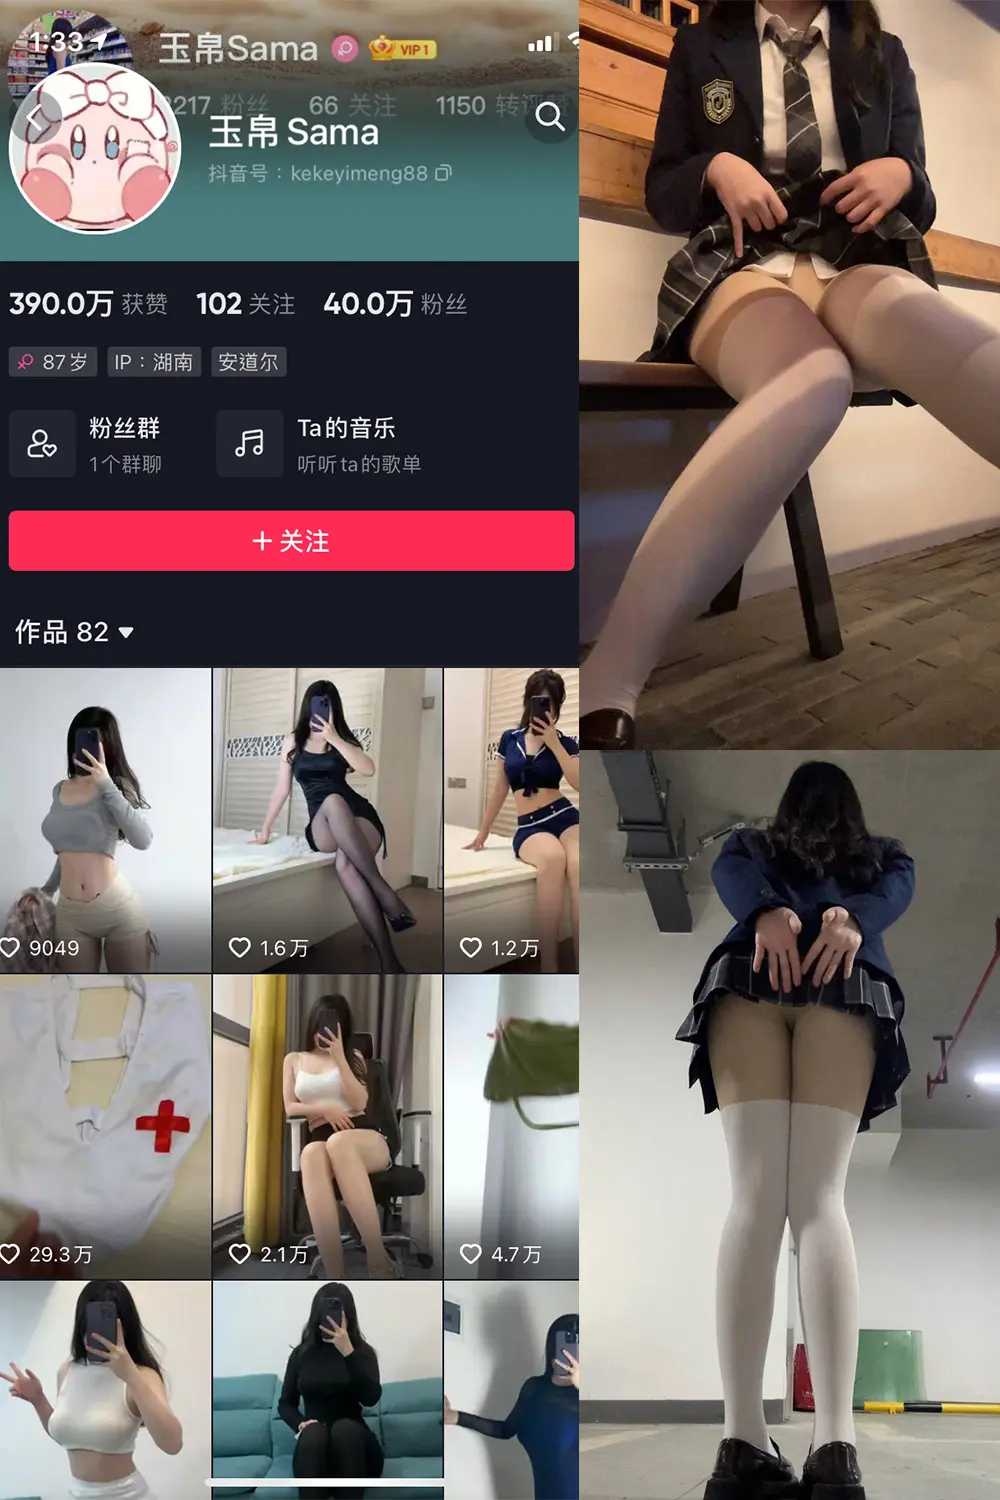 1:33
玉帛Sama VIP 1
217 粉丝 66 关注 1150 转评赞
玉帛 Sama
抖音号：kekeyimeng88
390.0万 获赞 102 关注 40.0万 粉丝
87岁 IP：湖南 安道尔
粉丝群 Ta的音乐
1个群聊 听听ta的歌单
+ 关注
作品 82
9049 1.6万 1.2万
29.3万 2.1万 4.7万